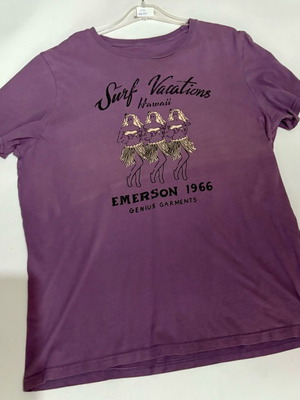 Surf Vacations
Hawaii
EMERSON 1966
GENIUS GARMENTS